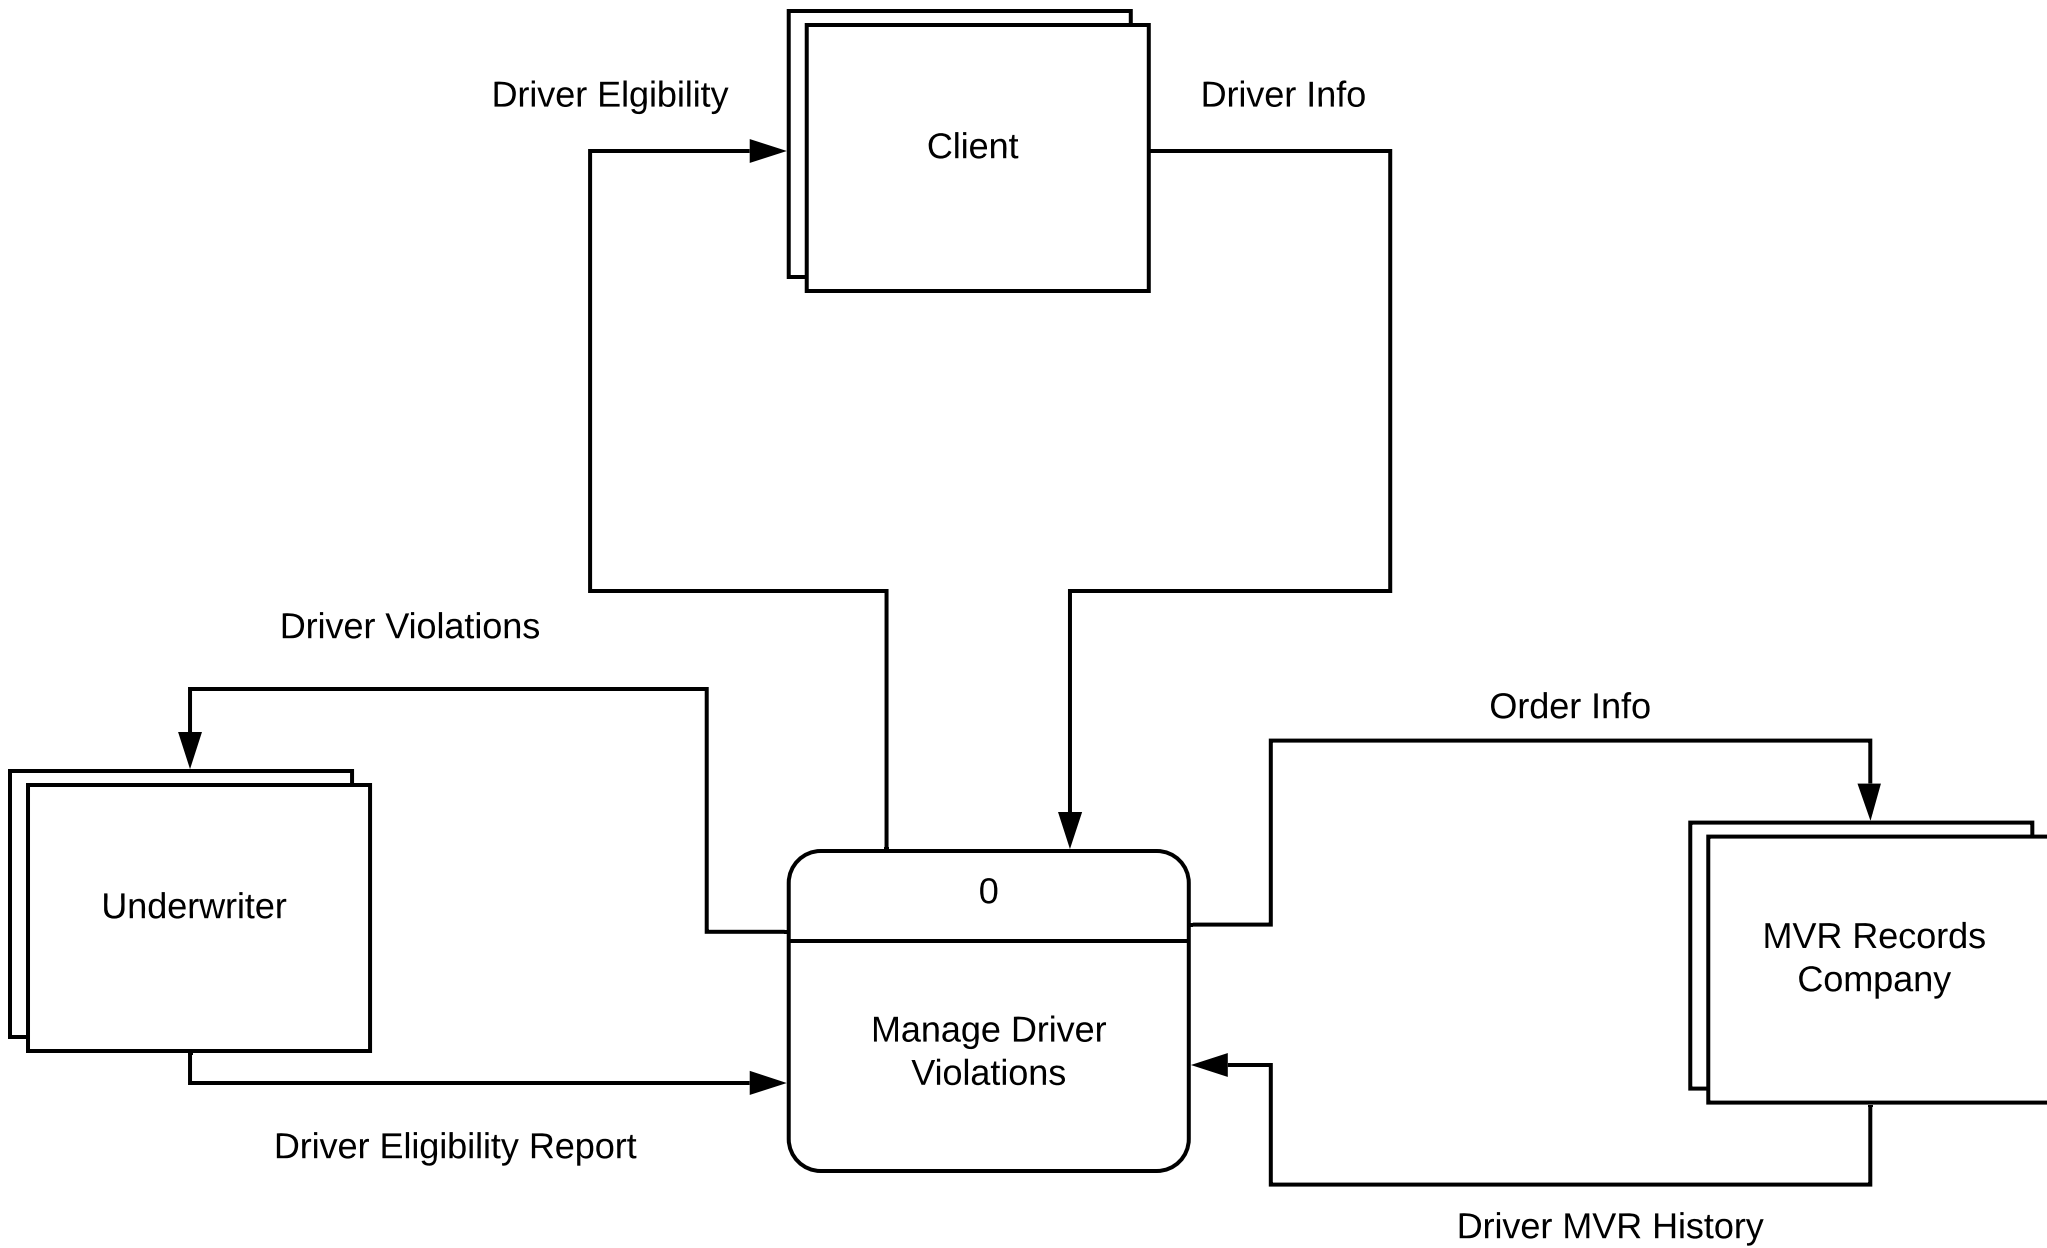 Driver Elgibility
Driver Info
Client
Driver Violations
Order Info
0
Underwriter
MVR Records
Company
Manage Driver
Violations
Driver Eligibility Report
Driver MVR History